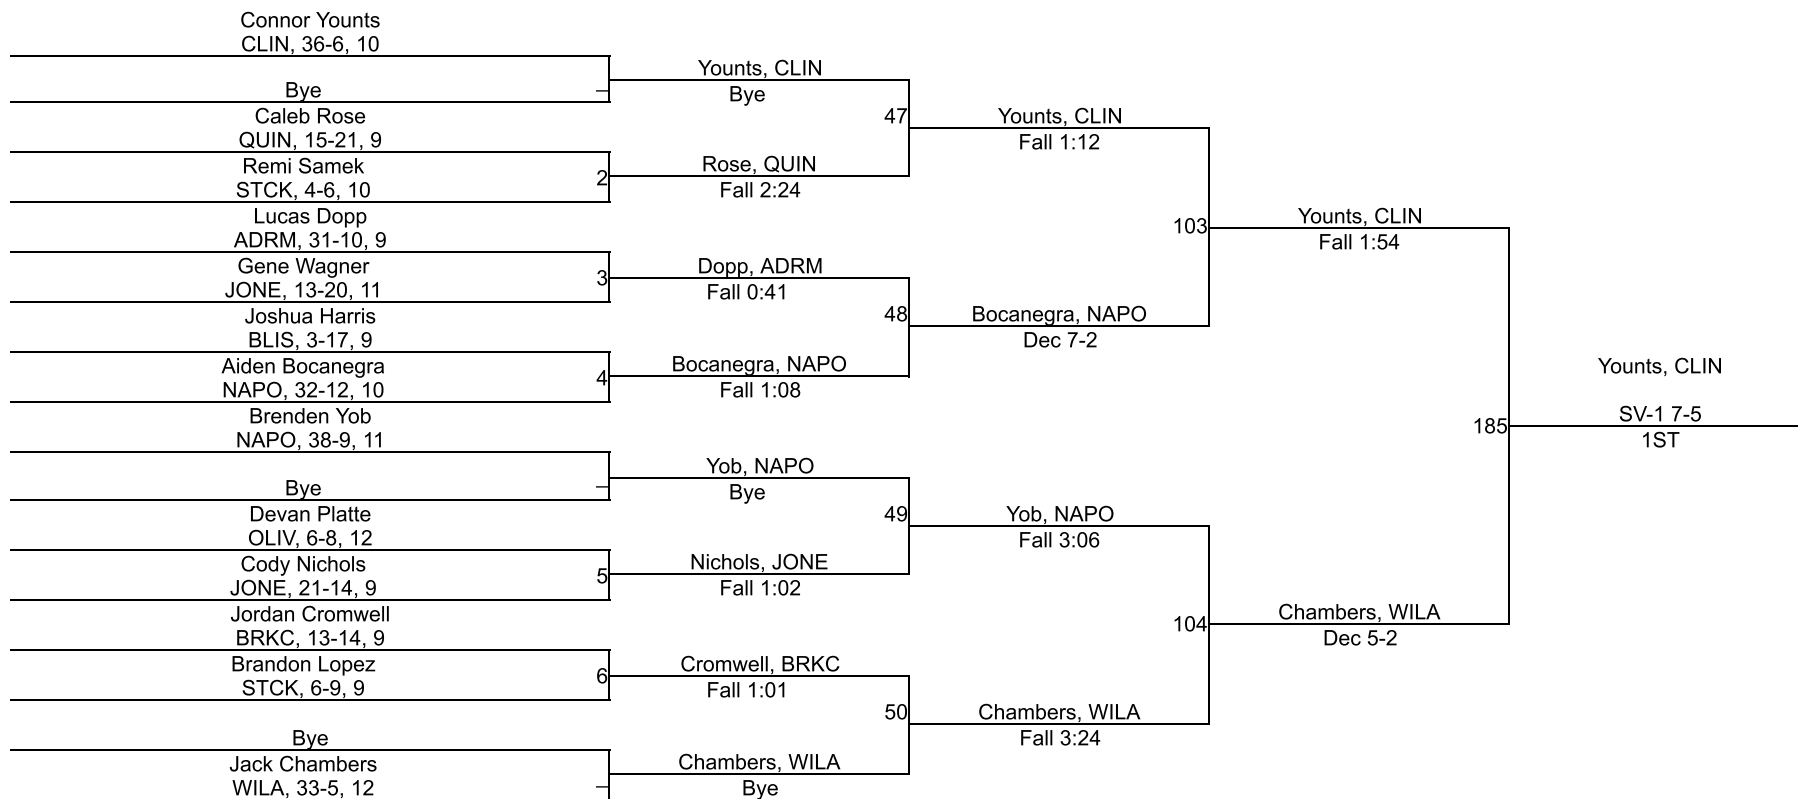 Connor Younts
CLIN, 36-6, 10
Bye
Caleb Rose
QUIN, 15-21, 9
Remi Samek
STCK, 4-6, 10
Lucas Dopp
ADRM, 31-10, 9
Gene Wagner
JONE, 13-20, 11
Joshua Harris
BLIS, 3-17, 9
Aiden Bocanegra
NAPO, 32-12, 10
Brenden Yob
NAPO, 38-9, 11
Bye
Devan Platte
OLIV, 6-8, 12
Cody Nichols
JONE, 21-14, 9
Jordan Cromwell
BRKC, 13-14, 9
Brandon Lopez
STCK, 6-9, 9
Bye
Jack Chambers
WILA, 33-5, 12
2
3
4
5
6
Younts, CLIN
Bye
Rose, QUIN
Fall 2:24
Dopp, ADRM
Fall 0:41
Bocanegra, NAPO
Fall 1:08
Yob, NAPO
Bye
Nichols, JONE
Fall 1:02
Cromwell, BRKC
Fall 1:01
Chambers, WILA
Bye
47
48
49
50
Younts, CLIN
Fall 1:12
Bocanegra, NAPO
Dec 7-2
Yob, NAPO
Fall 3:06
Chambers, WILA
Fall 3:24
103
104
Younts, CLIN
Fall 1:54
Chambers, WILA
Dec 5-2
185
Younts, CLIN
SV-1 7-5
1ST